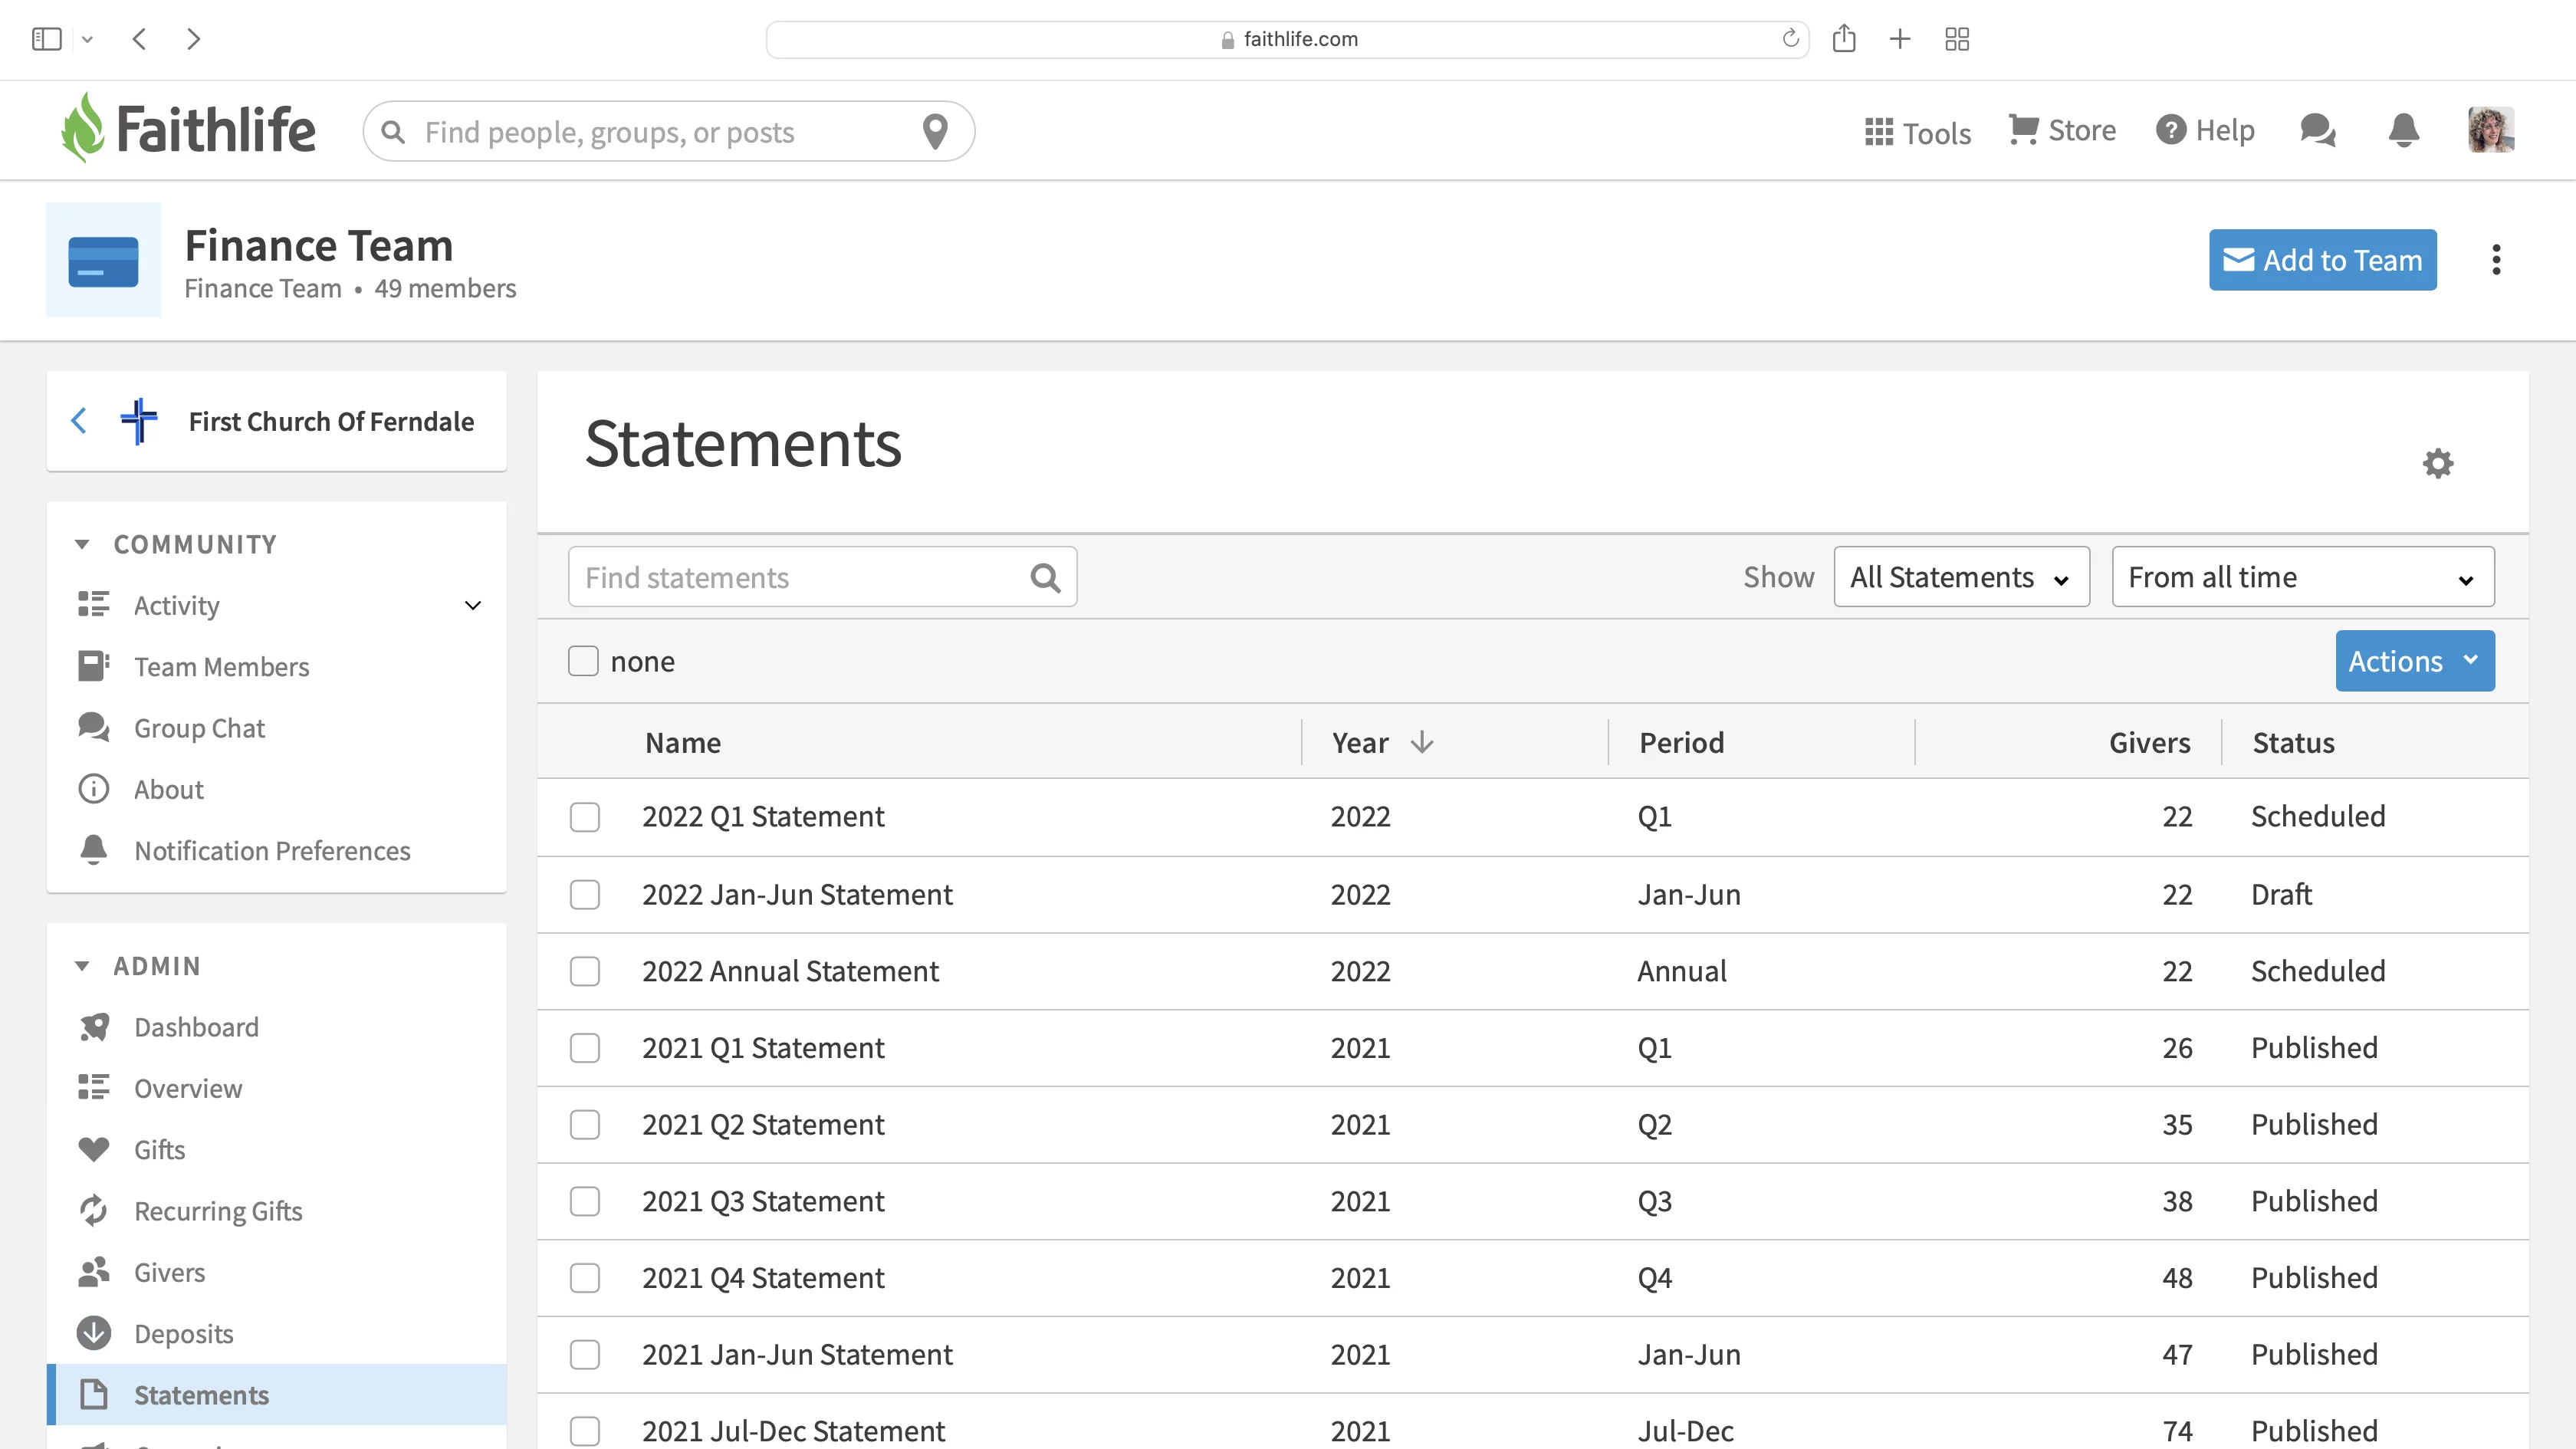 faithlife.com
Faithlife
Find people, groups, or posts
Tools
Store
Help
Finance Team
Finance Team • 49 members
Add to Team
First Church Of Ferndale
COMMUNITY
Activity
Team Members
Group Chat
About
Notification Preferences
ADMIN
Dashboard
Overview
Gifts
Recurring Gifts
Givers
Deposits
Statements
Statements
Find statements
Show
All Statements
From all time
none
Actions
Name Year Period Givers Status
2022 Q1 Statement 2022 Q1 22 Scheduled
2022 Jan-Jun Statement 2022 Jan-Jun 22 Draft
2022 Annual Statement 2022 Annual 22 Scheduled
2021 Q1 Statement 2021 Q1 26 Published
2021 Q2 Statement 2021 Q2 35 Published
2021 Q3 Statement 2021 Q3 38 Published
2021 Q4 Statement 2021 Q4 48 Published
2021 Jan-Jun Statement 2021 Jan-Jun 47 Published
2021 Jul-Dec Statement 2021 Jul-Dec 74 Published